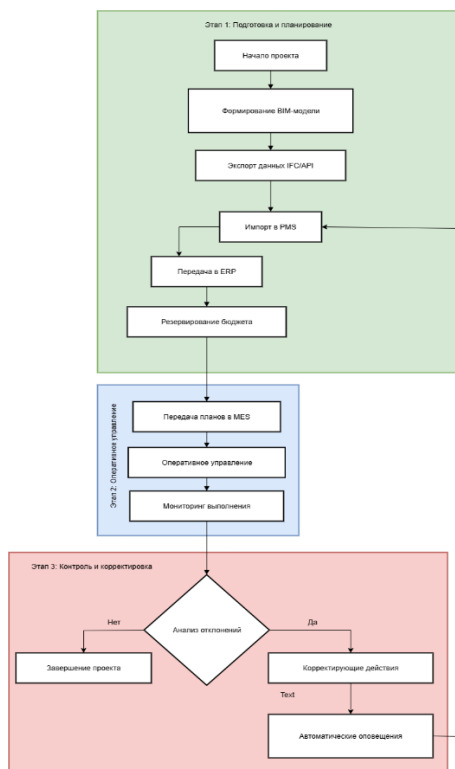 Этап 1: Подготовка и планирование
Начало проекта
Формирование BIM-модели
Экспорт данных IFC/API
Импорт в PMS
Передача в ERP
Резервирование бюджета
Этап 2: Оперативное управление
Передача планов в MES
Оперативное управление
Мониторинг выполнения
Этап 3: Контроль и корректировка
Анализ отклонений
Нет
Да
Завершение проекта
Корректирующие действия
Text
Автоматические оповещения